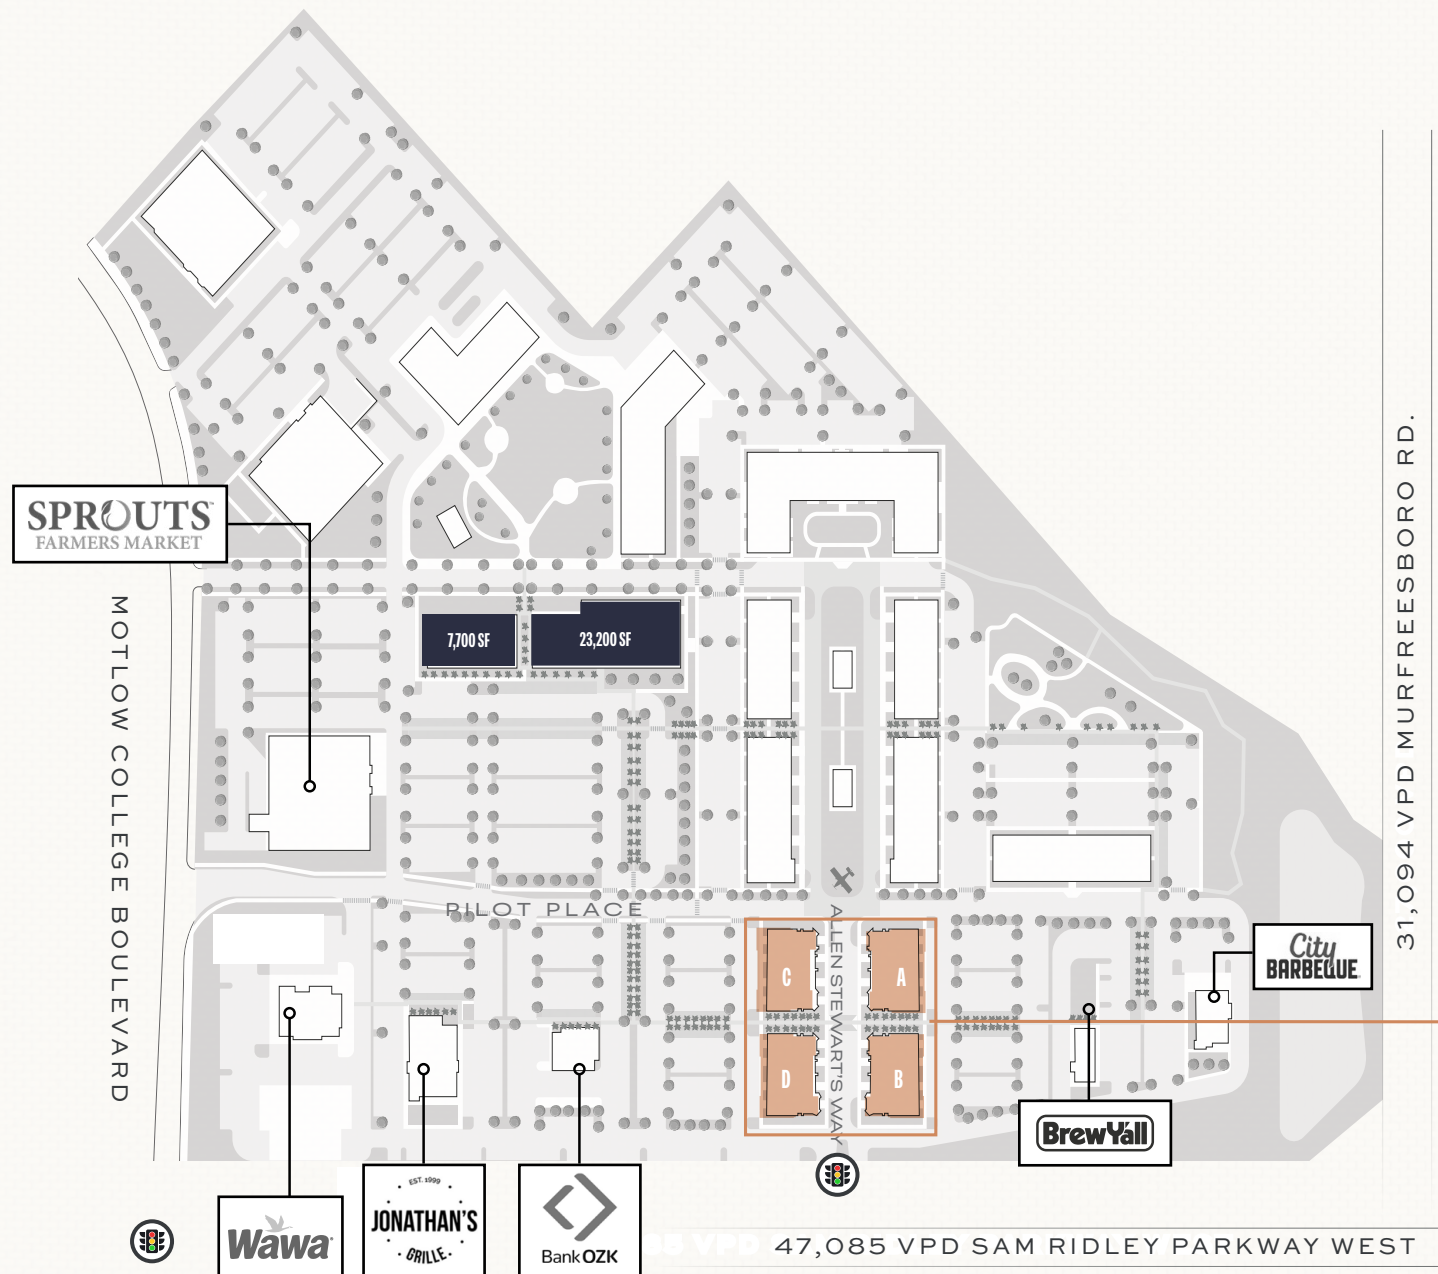 SPROUTS
FARMERS MARKET
MOTLOW COLLEGE BOULEVARD
7,700 SF
23,200 SF
31,094 VPD MURFREESBORO RD.
PILOT PLACE
ALLEN STEWART'S WAY
C
A
D
B
City
BARBEQUE
BrewY'all
Wawa
EST. 1999
JONATHAN'S
GRILLE
Bank OZK
47,085 VPD SAM RIDLEY PARKWAY WEST